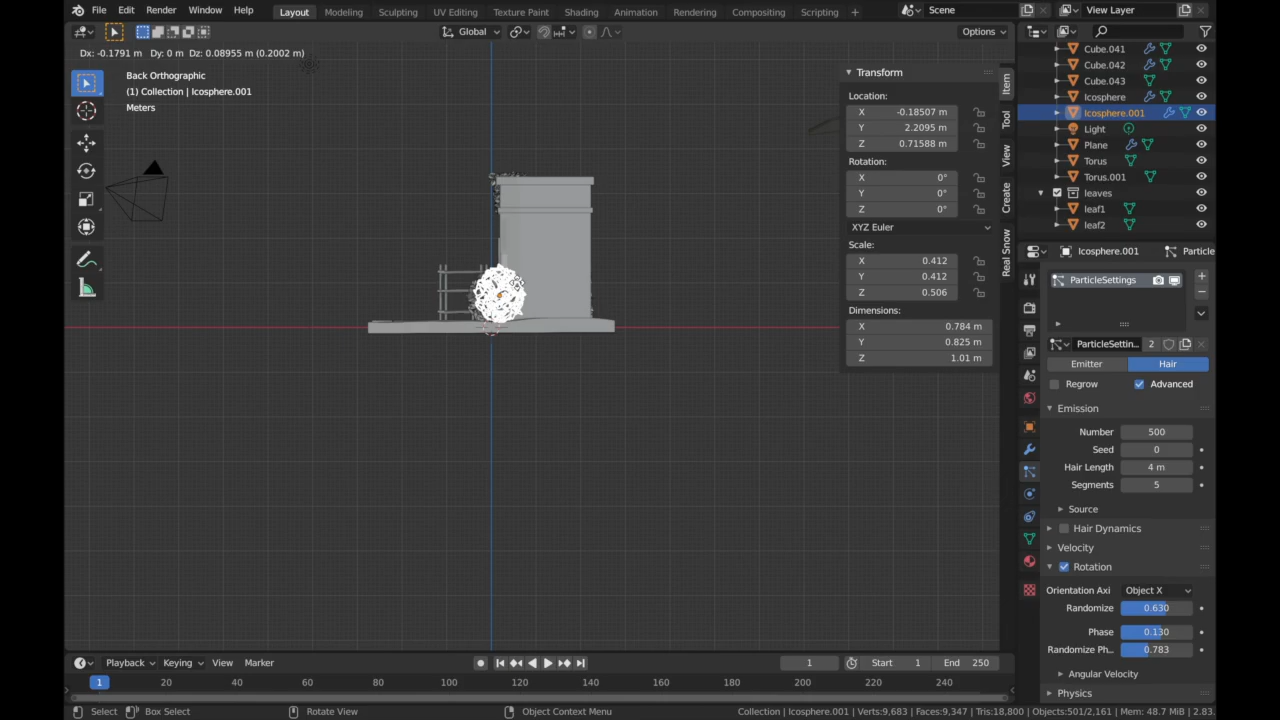 File Edit Render Window Help Layout Modeling Sculpting UV Editing Texture Paint Shading Animation Rendering Compositing Scripting + Scene View Layer
Global Options
Dx: -0.1791 m Dy: 0 m Dz: 0.08955 m (0.2002 m)
Back Orthographic
(1) Collection | Icosphere.001
Meters
Transform
Location:
X -0.18507 m
Y 2.2095 m
Z 0.71588 m
Rotation:
X 0°
Y 0°
Z 0°
XYZ Euler
Scale:
X 0.412
Y 0.412
Z 0.506
Dimensions:
X 0.784 m
Y 0.825 m
Z 1.01 m
Item
Tool
View
Create
Real Snow
Cube.041
Cube.042
Cube.043
Icosphere
Icosphere.001
Light
Plane
Torus
Torus.001
leaves
leaf1
leaf2
Icosphere.001 Particle
ParticleSettings
ParticleSettin... 2
Emitter Hair
Regrow Advanced
Emission
Number 500
Seed 0
Hair Length 4 m
Segments 5
Source
Hair Dynamics
Velocity
Rotation
Orientation Axi Object X
Randomize 0.630
Phase 0.130
Randomize Ph... 0.783
Angular Velocity
Physics
Playback Keying View Marker 1 Start 1 End 250
1 20 40 60 80 100 120 140 160 180 200 220 240
Select Box Select Rotate View Object Context Menu Collection | Icosphere.001 | Verts:9,683 | Faces:9,347 | Tris:18,800 | Objects:501/2,161 | Mem: 48.7 MiB | 2.83.